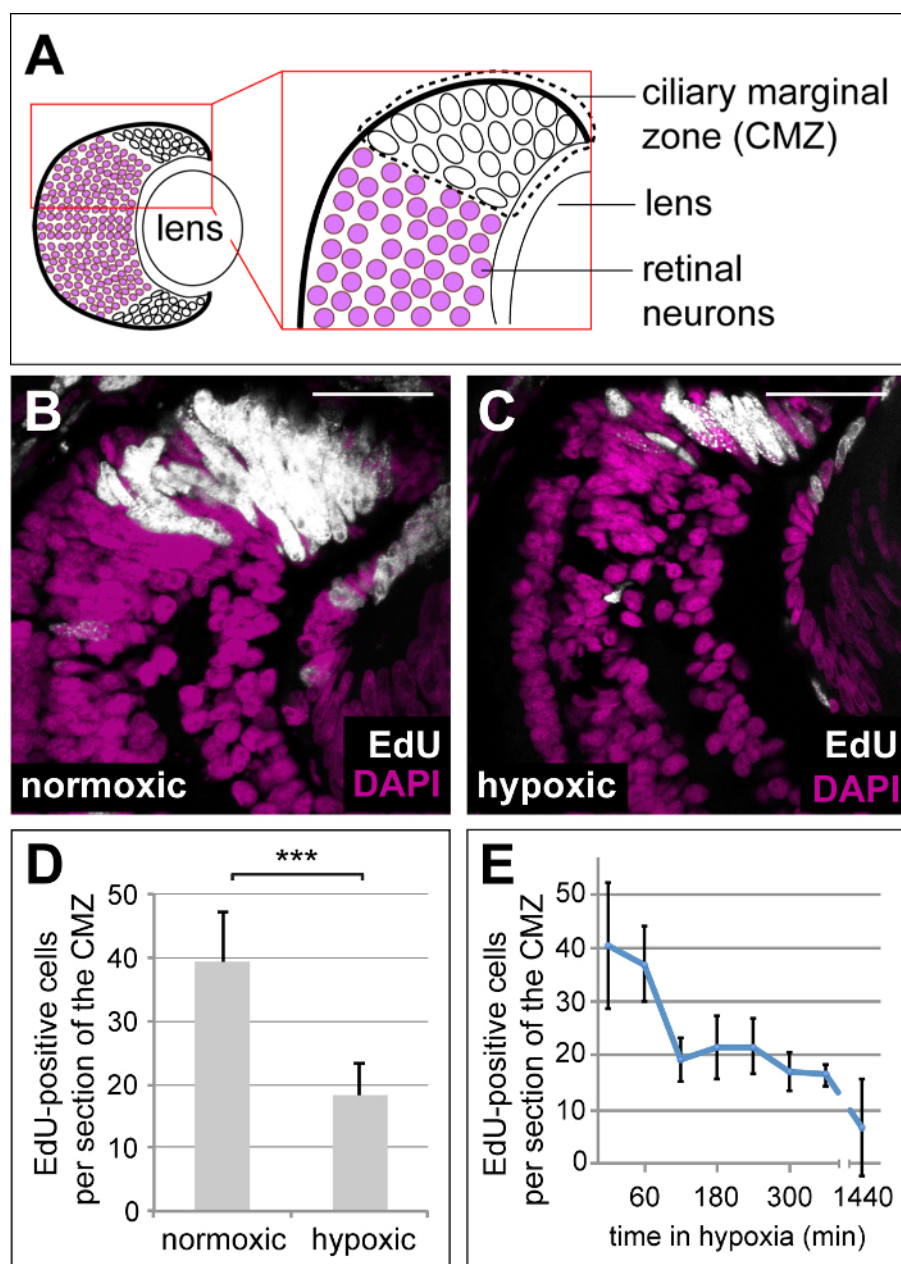 A
lens
ciliary marginal
zone (CMZ)
lens
retinal
neurons
B
normoxic
EdU
DAPI
C
hypoxic
EdU
DAPI
D
***
EdU-positive cells
per section of the CMZ
50
40
30
20
10
0
normoxic
hypoxic
E
EdU-positive cells
per section of the CMZ
50
40
30
20
10
0
60
180
300
1440
time in hypoxia (min)